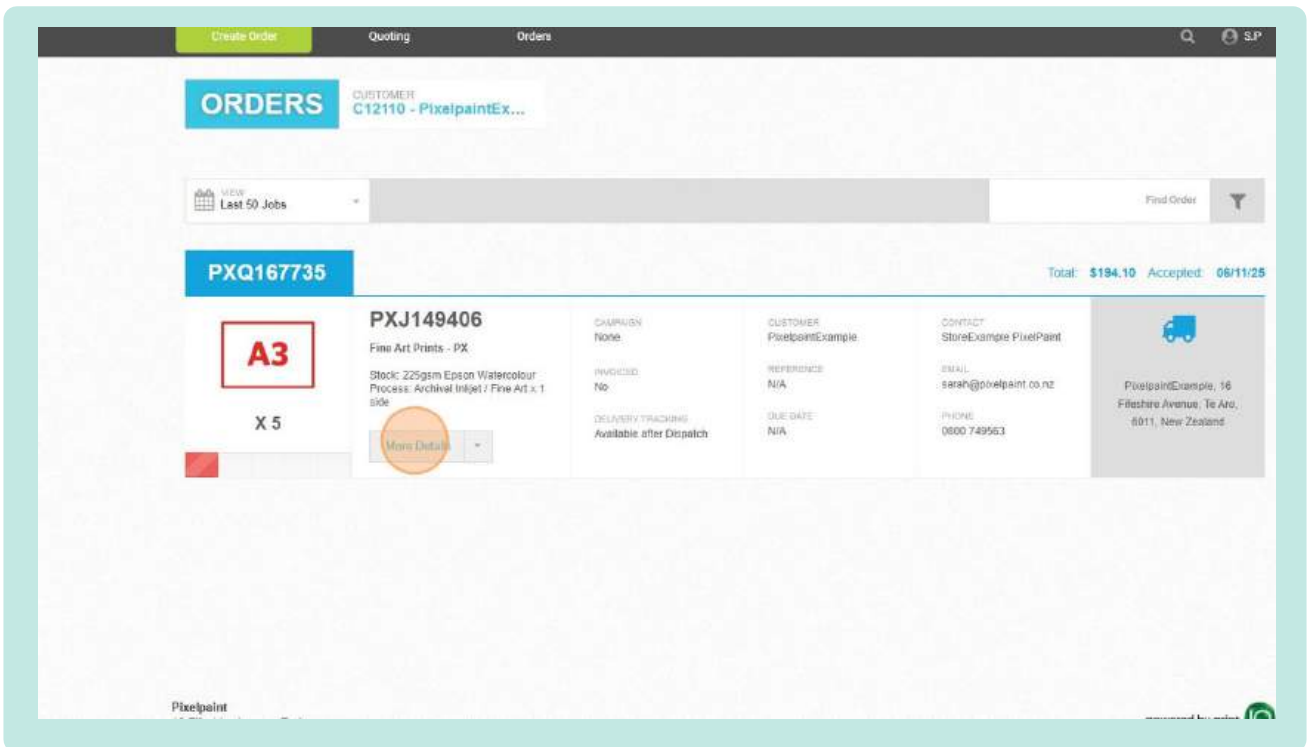 Create Order
Quoting
Orders
S.P
ORDERS
CUSTOMER
C12110 - PixelpaintEx...
VIEW
Last 50 Jobs
Find Order
PXQ167735
Total: $194.10 Accepted: 06/11/25
A3
X 5
PXJ149406
Fine Art Prints - PX
Stock: 225gsm Epson Watercolour
Process: Archival Inkjet / Fine Art x 1
side
More Details
CAMPAIGN
None
INVOICED
No
DELIVERY TRACKING
Available after Dispatch
CUSTOMER
PixelpaintExample
REFERENCE
N/A
DUE DATE
N/A
CONTACT
StoreExample PixelPaint
EMAIL
sarah@pixelpaint.co.nz
PHONE
0800 749563
PixelpaintExample, 16
Avenue, Te Aro,
6011, New Zealand
Pixelpaint
powered by print